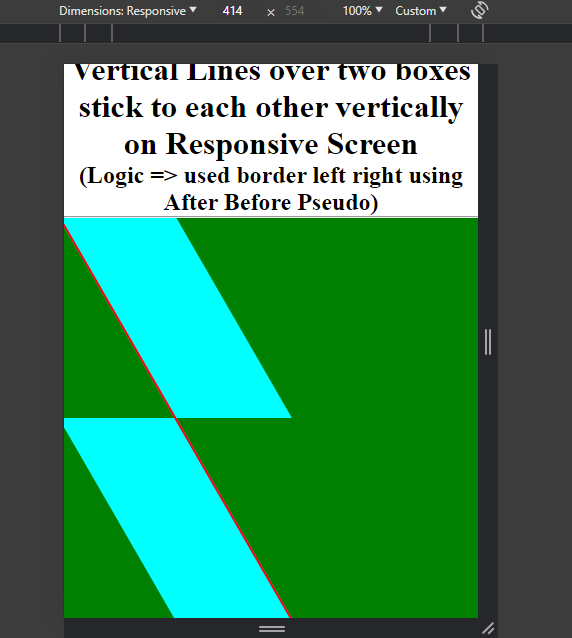 Dimensions: Responsive ▼ 414 × 554 100% ▼ Custom ▼
Vertical Lines over two boxes
stick to each other vertically
on Responsive Screen
(Logic => used border left right using
After Before Pseudo)